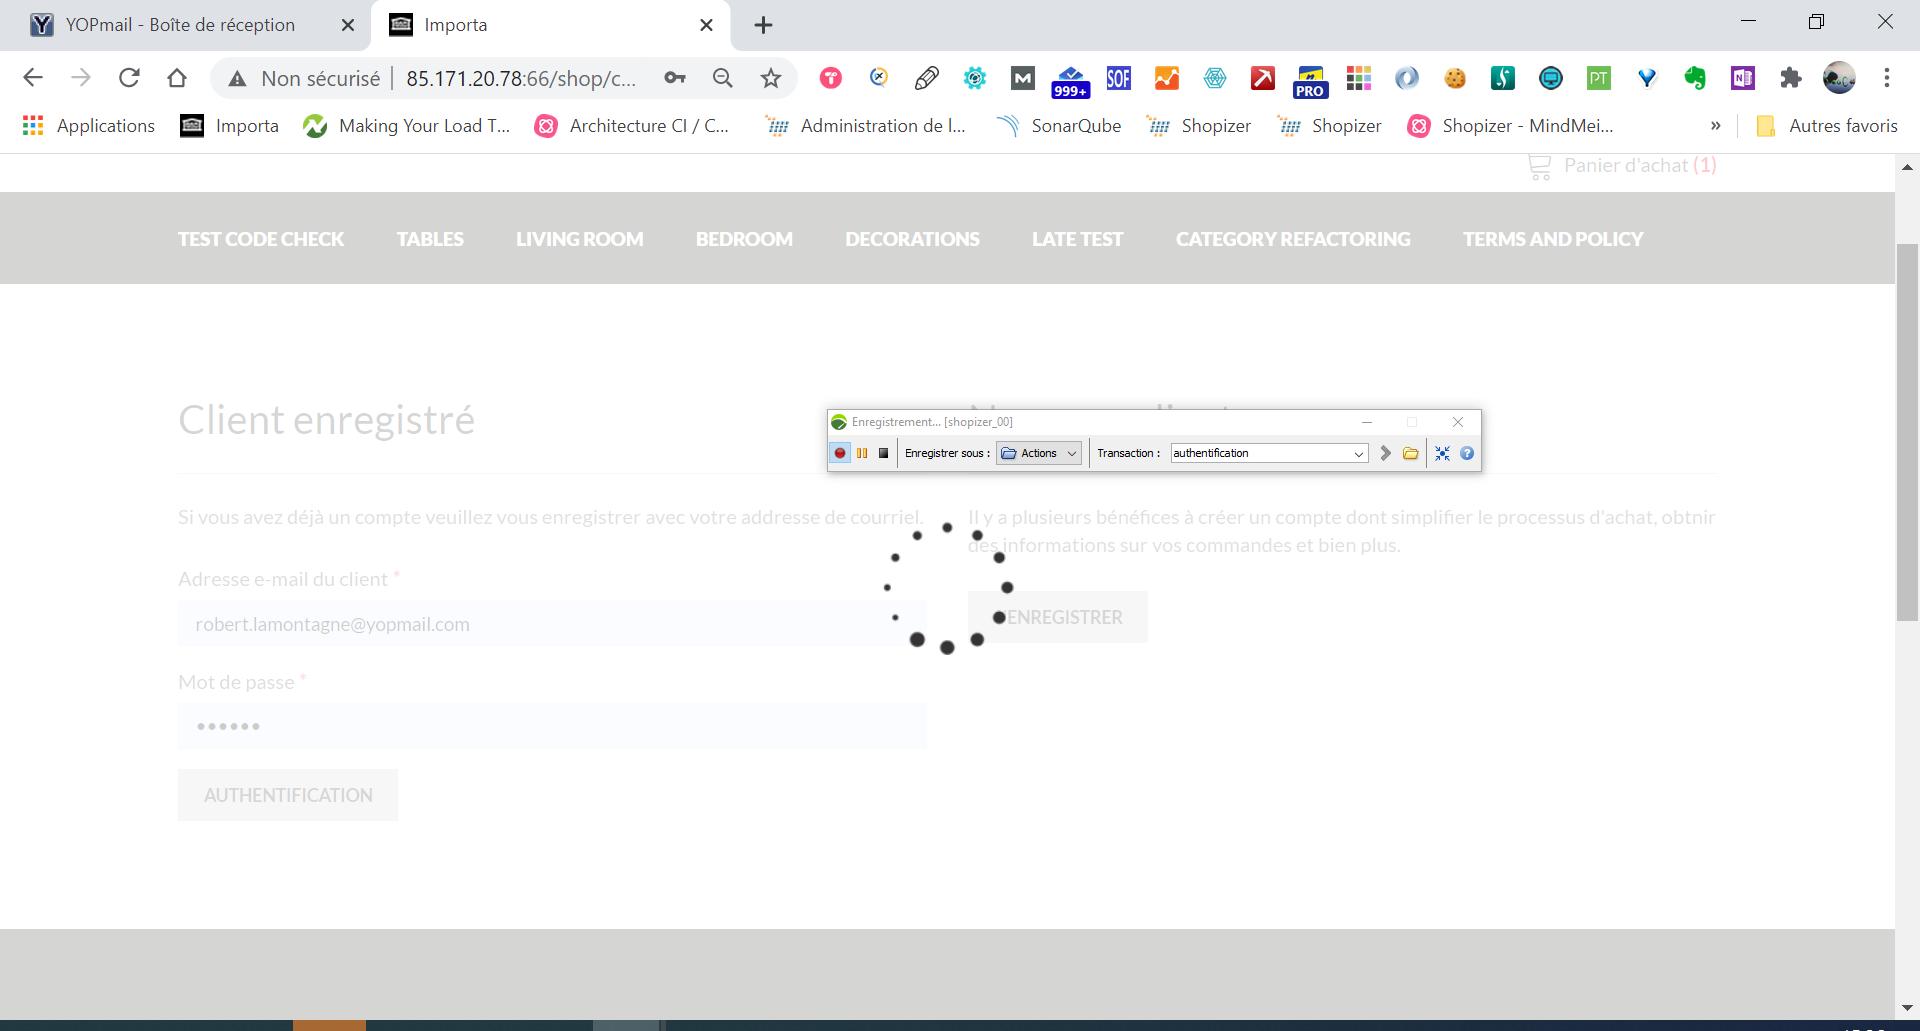 YOPmail - Boîte de réception
Importa
Non sécurisé
85.171.20.78:66/shop/c...
999+
SOF
PRO
PT
Applications
Importa
Making Your Load T...
Architecture CI / C...
Administration de l...
SonarQube
Shopizer
Shopizer
Shopizer - MindMei...
»
Autres favoris
Panier d'achat (1)
TEST CODE CHECK
TABLES
LIVING ROOM
BEDROOM
DECORATIONS
LATE TEST
CATEGORY REFACTORING
TERMS AND POLICY
Client enregistré
Enregistrement... [shopizer_00]
Enregistrer sous :
Actions
Transaction :
authentification
Si vous avez déjà un compte veuillez vous enregistrer avec votre addresse de courriel.
Il y a plusieurs bénéfices à créer un compte dont simplifier le processus d'achat, obtnir
des informations sur vos commandes et bien plus.
Adresse e-mail du client *
robert.lamontagne@yopmail.com
ENREGISTRER
Mot de passe *
••••••
AUTHENTIFICATION